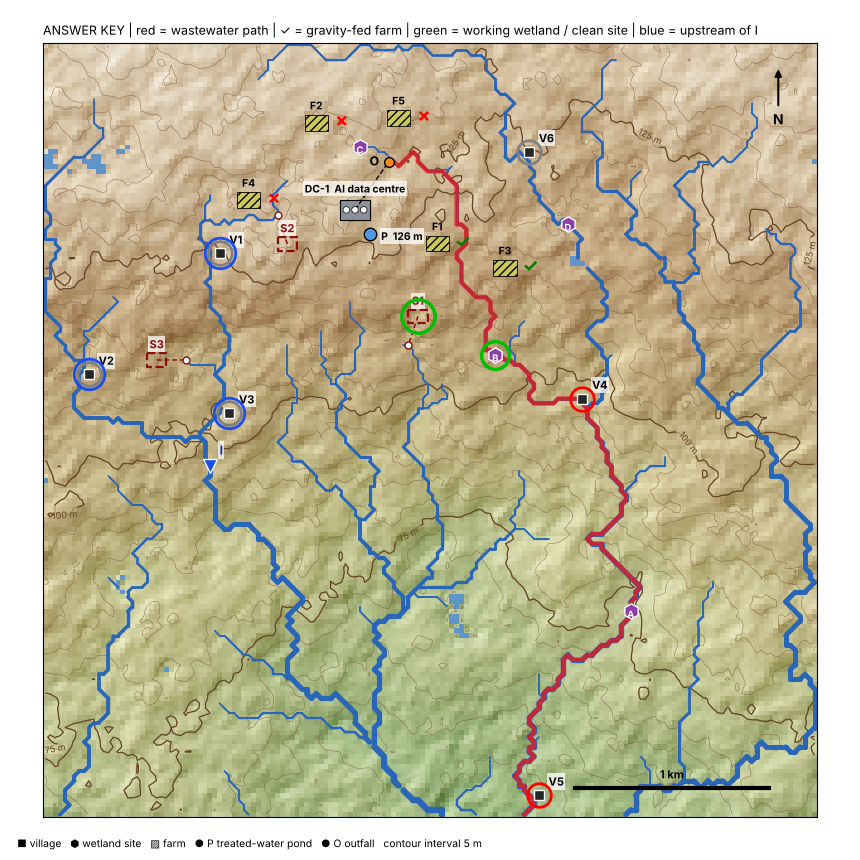 ANSWER KEY | red = wastewater path | ✓ = gravity-fed farm | green = working wetland / clean site | blue = upstream of I
N
F2
F5
125 m
125 m
V6
C
O
F4
DC-1 AI data centre
S2
V1
P 126 m
F1
D
F3
125 m
S1
S3
V2
B
V4
V3
I
100 m
100 m
75 m
A
75 m
1 km
V5
■ village ⬢ wetland site ▨ farm ● P treated-water pond ● O outfall contour interval 5 m